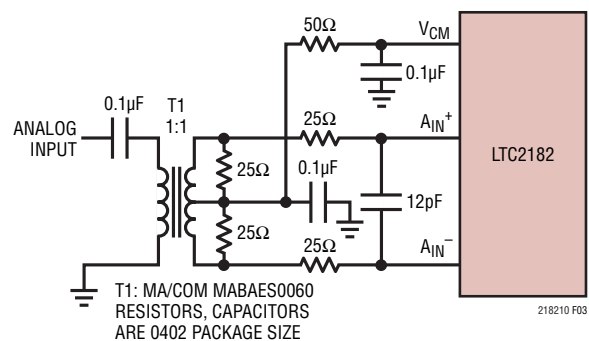 50Ω
VCM
0.1µF
0.1µF
T1
1:1
ANALOG
INPUT
25Ω
AIN+
LTC2182
25Ω
0.1µF
12pF
25Ω
25Ω
AIN−
T1: MA/COM MABAES0060
RESISTORS, CAPACITORS
ARE 0402 PACKAGE SIZE
218210 F03